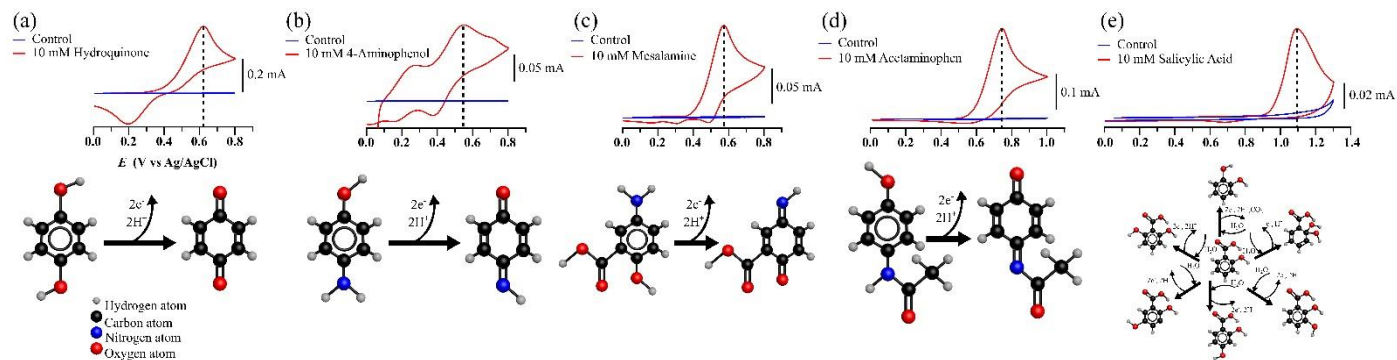 (a)
Control
10 mM Hydroquinone
0.2 mA
0.0 0.2 0.4 0.6 0.8
E (V vs Ag/AgCl)
(b)
Control
10 mM 4-Aminophenol
0.05 mA
0.0 0.2 0.4 0.6 0.8
(c)
Control
10 mM Mesalamine
0.05 mA
0.0 0.2 0.4 0.6 0.8
(d)
Control
10 mM Acetaminophen
0.1 mA
0.0 0.2 0.4 0.6 0.8 1.0
(e)
Control
10 mM Salicylic Acid
0.02 mA
0.0 0.2 0.4 0.6 0.8 1.0 1.2 1.4
2e-
2H+
2e-
2H+
2e-
2H+
2e-
2H+
H₂O
H₂O
H₂O
H₂O
Hydrogen atom
Carbon atom
Nitrogen atom
Oxygen atom